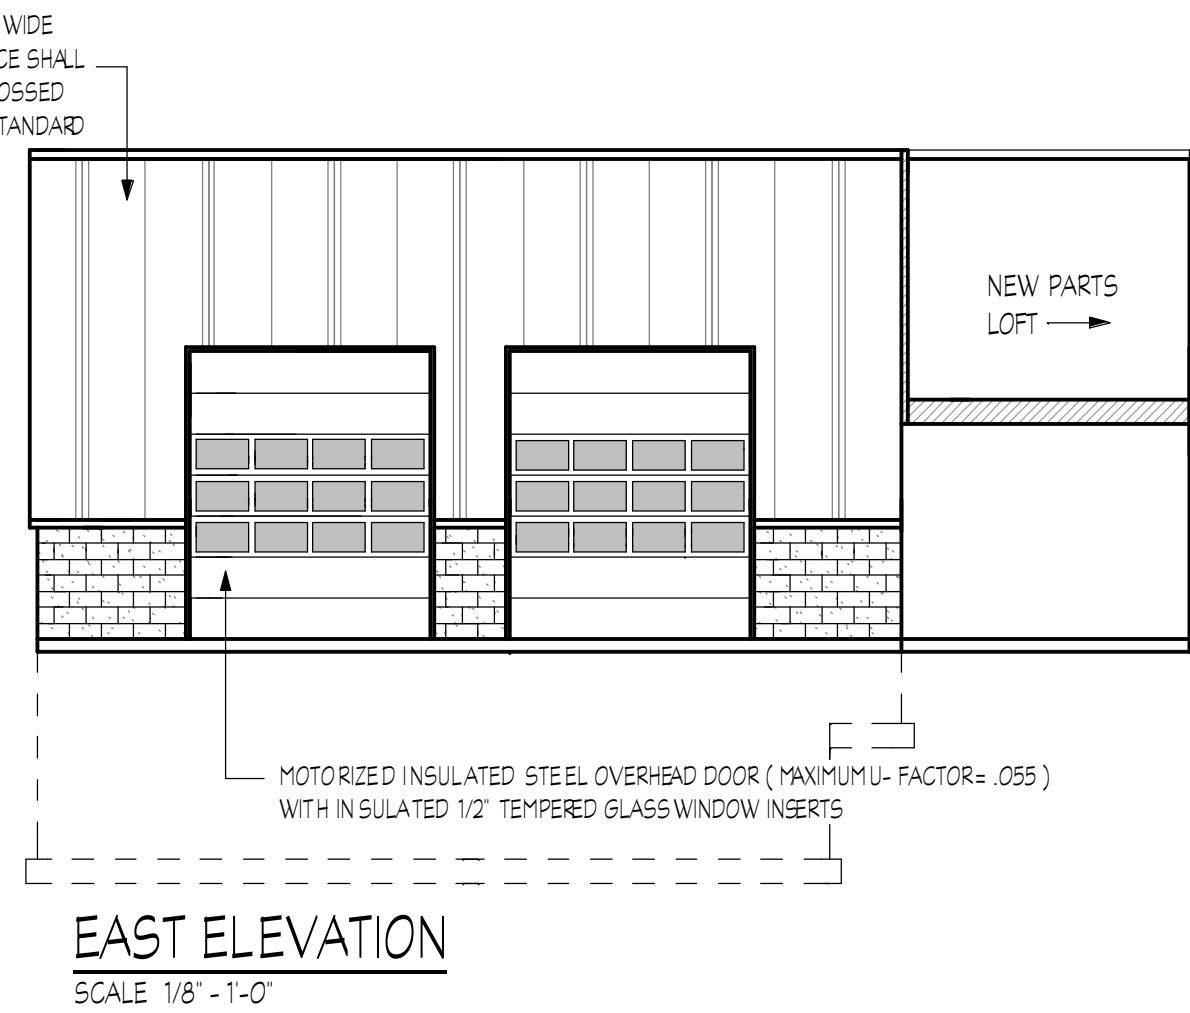 WIDE
CE SHALL
OSSED
TANDARD
NEW PARTS
LOFT
MOTORIZED INSULATED STEEL OVERHEAD DOOR ( MAXIMUM U- FACTOR= .055 )
WITH INSULATED 1/2" TEMPERED GLASS WINDOW INSERTS
EAST ELEVATION
SCALE 1/8" - 1'-0"